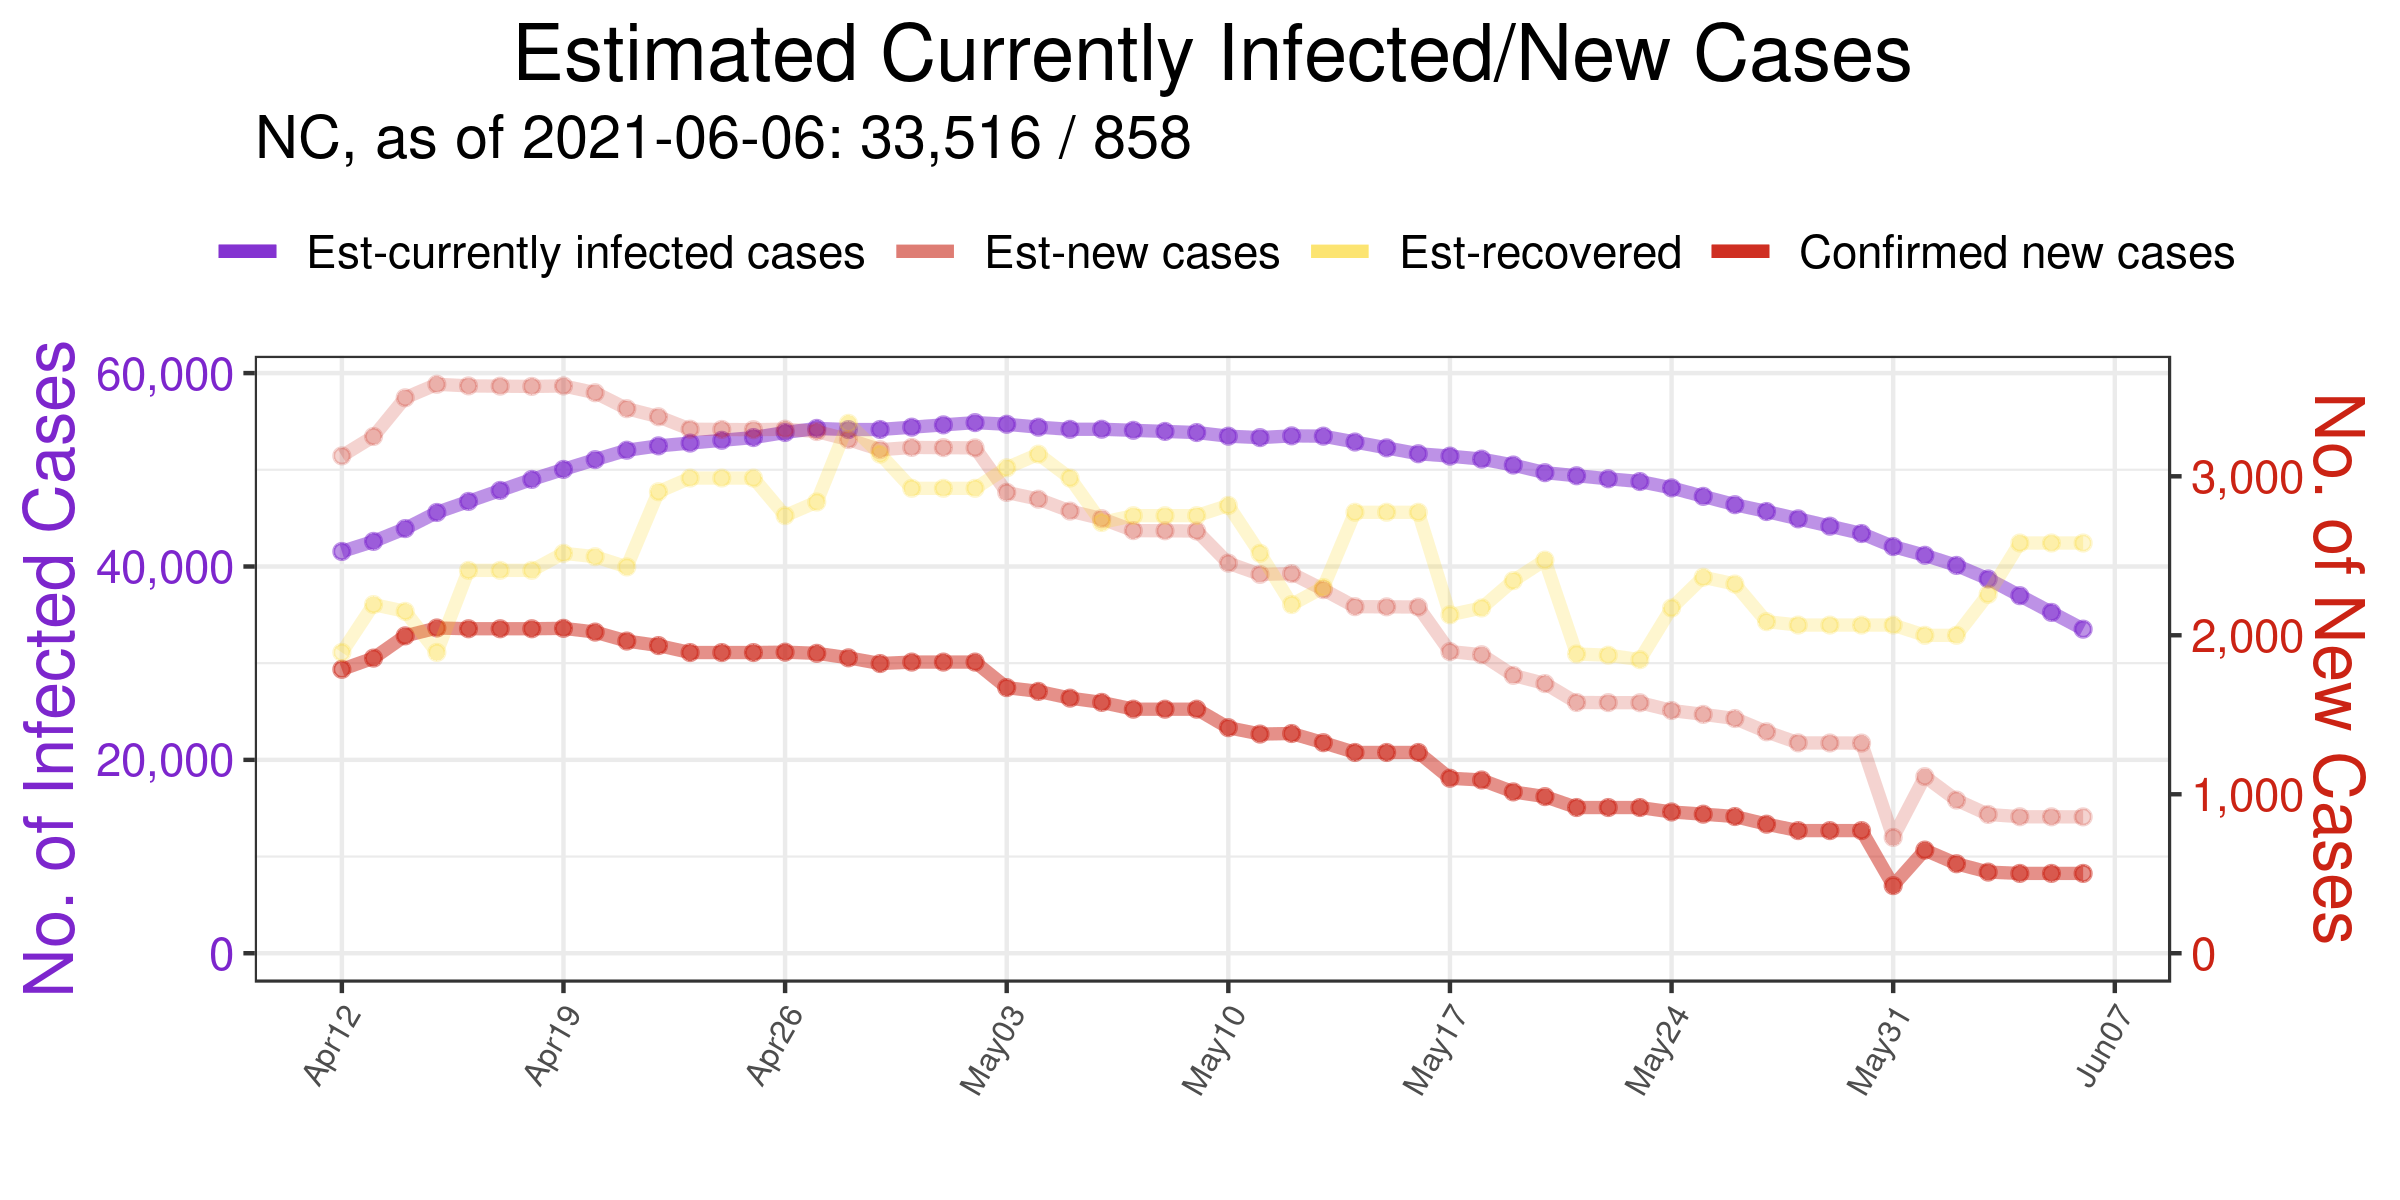 Estimated Currently Infected/New Cases
NC, as of 2021-06-06: 33,516 / 858
Est-currently infected cases Est-new cases Est-recovered Confirmed new cases
No. of Infected Cases
60,000
40,000
20,000
0
3,000
2,000
1,000
0
No. of New Cases
Apr12 Apr19 Apr26 May03 May10 May17 May24 May31 Jun07